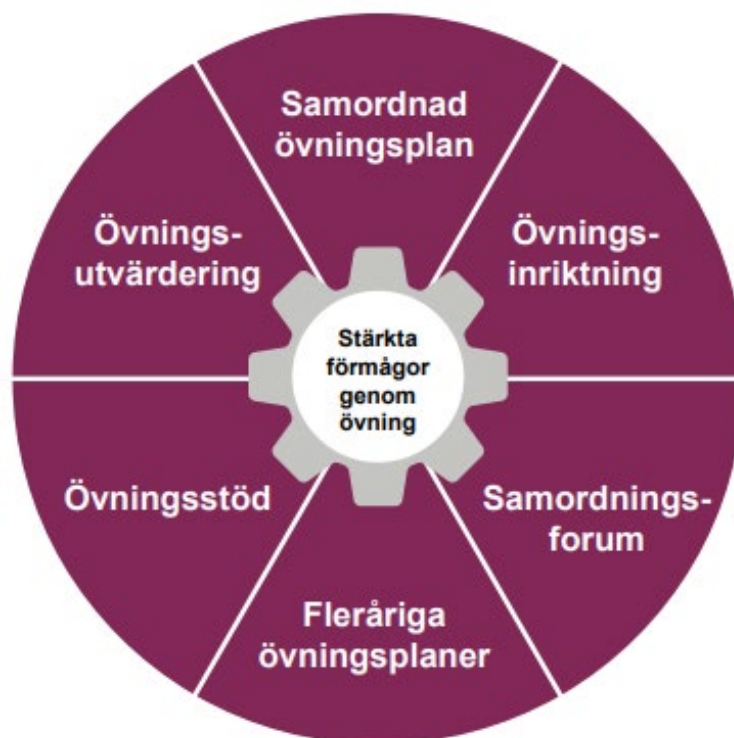 Samordnad
övningsplan
Övnings-
inriktning
Samordnings-
forum
Fleråriga
övningsplaner
Övningsstöd
Övnings-
utvärdering
Stärkta
förmågor
genom
övning